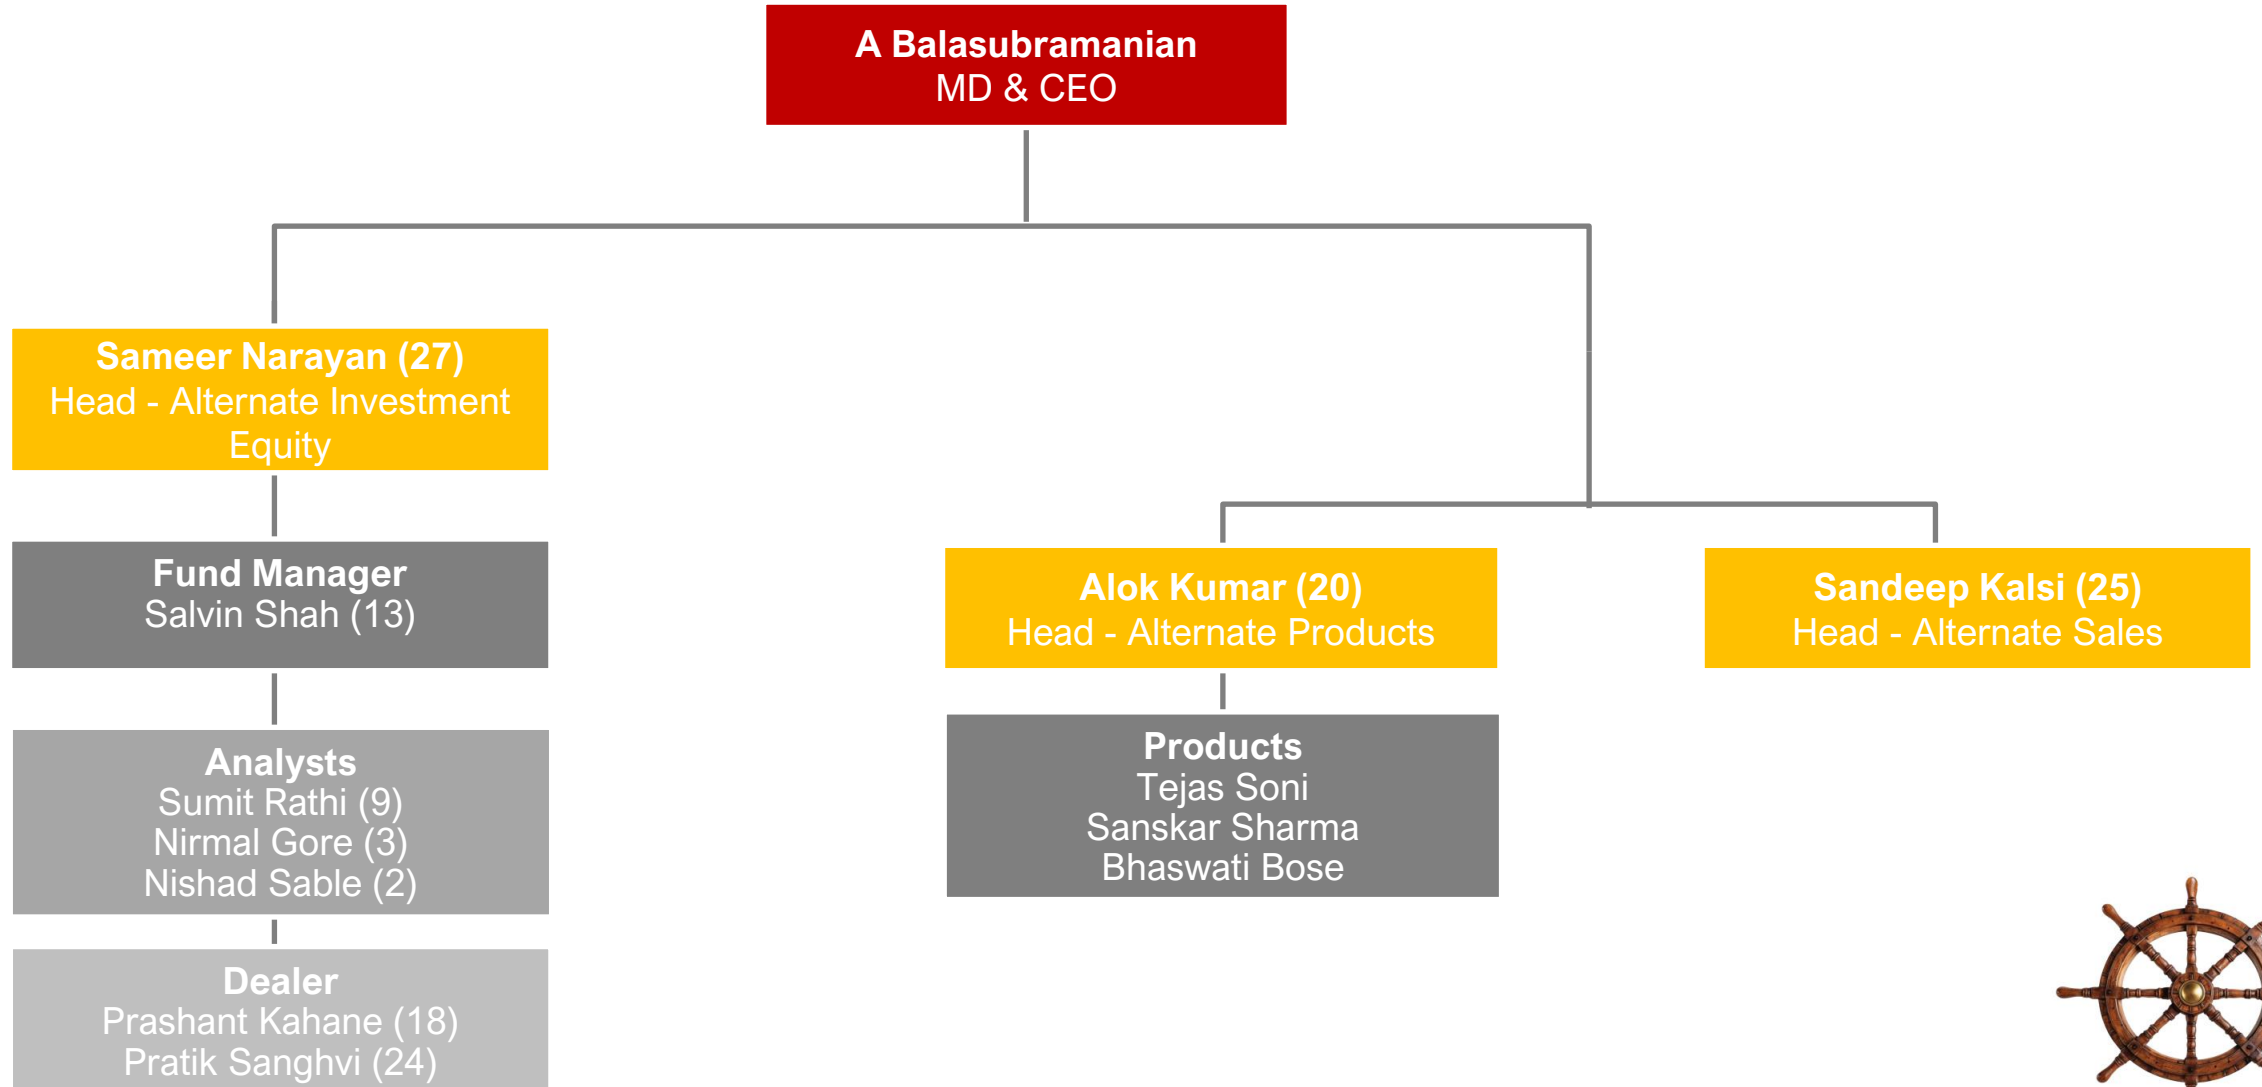 A Balasubramanian
MD & CEO
Sameer Narayan (27)
Head - Alternate Investment
Equity
Fund Manager
Salvin Shah (13)
Analysts
Sumit Rathi (9)
Nirmal Gore (3)
Nishad Sable (2)
Dealer
Prashant Kahane (18)
Pratik Sanghvi (24)
Alok Kumar (20)
Head - Alternate Products
Products
Tejas Soni
Sanskar Sharma
Bhaswati Bose
Sandeep Kalsi (25)
Head - Alternate Sales